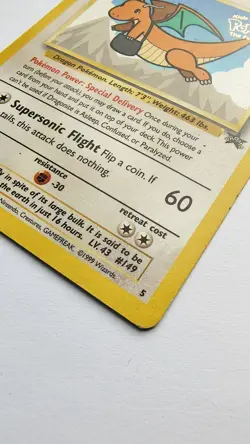 Dragon Pokémon. Length: 7'3", Weight: 463 lbs.
Pokémon Power: Special Delivery Once during your
turn (before your attack), you may draw a card. If you do, choose a
card from your hand and put it on top of your deck. This power
can't be used if Dragonite is Asleep, Confused, or Paralyzed.
Supersonic Flight Flip a coin. If
tails, this attack does nothing.
60
resistance
-30
retreat cost
in spite of its large bulk. It is said to be
the earth in just 16 hours. LV. 43 #149
Nintendo, Creatures, GAMEFREAK. ©1999 Wizards.
5